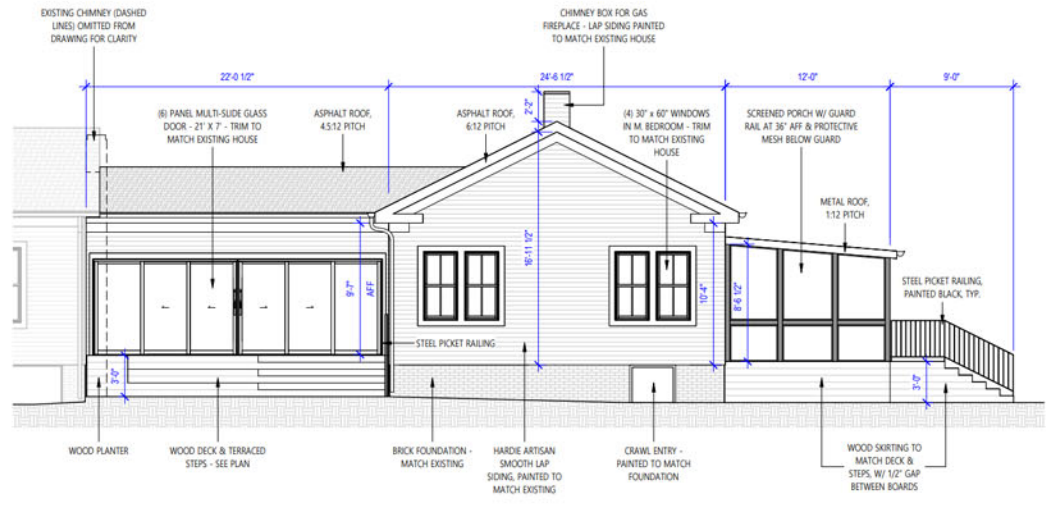 EXISTING CHIMNEY (DASHED
LINES) OMITTED FROM
DRAWING FOR CLARITY
CHIMNEY BOX FOR GAS
FIREPLACE - LAP SIDING PAINTED
TO MATCH EXISTING HOUSE
22'-0 1/2"
24'-6 1/2"
12'-0"
9'-0"
(6) PANEL MULTI-SLIDE GLASS
DOOR - 21' X 7' - TRIM TO
MATCH EXISTING HOUSE
ASPHALT ROOF,
4.5:12 PITCH
ASPHALT ROOF,
6:12 PITCH
2'-2"
(4) 30" x 60" WINDOWS
IN M. BEDROOM - TRIM
TO MATCH EXISTING
HOUSE
SCREENED PORCH W/ GUARD
RAIL AT 36" AFF & PROTECTIVE
MESH BELOW GUARD
METAL ROOF,
1:12 PITCH
9'-7"
AFF
16'-11 1/2"
10'-4"
8'-6 1/2"
STEEL PICKET RAILING,
PAINTED BLACK, TYP.
STEEL PICKET RAILING
3'-0"
3'-0"
WOOD PLANTER
WOOD DECK & TERRACED
STEPS - SEE PLAN
BRICK FOUNDATION -
MATCH EXISTING
HARDIE ARTISAN
SMOOTH LAP
SIDING, PAINTED TO
MATCH EXISTING
CRAWL ENTRY -
PAINTED TO MATCH
FOUNDATION
WOOD SKIRTING TO
MATCH DECK &
STEPS, W/ 1/2" GAP
BETWEEN BOARDS